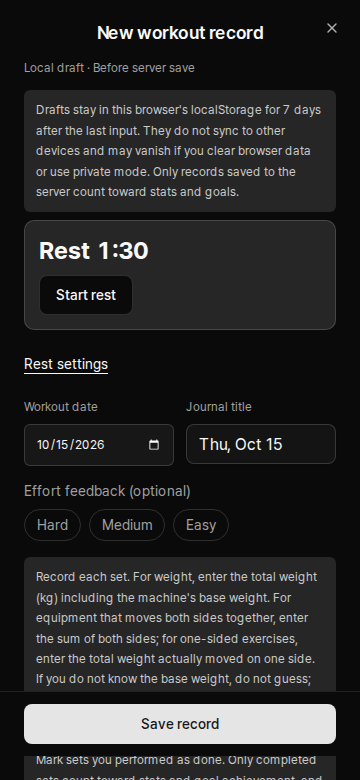 New workout record
×
Local draft · Before server save
Drafts stay in this browser's localStorage for 7 days
after the last input. They do not sync to other
devices and may vanish if you clear browser data
or use private mode. Only records saved to the
server count toward stats and goals.
Rest 1:30
Start rest
Rest settings
Workout date
Journal title
10/15/2026
Thu, Oct 15
Effort feedback (optional)
Hard
Medium
Easy
Record each set. For weight, enter the total weight
(kg) including the machine's base weight. For
equipment that moves both sides together, enter
the sum of both sides; for one-sided exercises,
enter the total weight actually moved on one side.
If you do not know the base weight, do not guess;
Save record
Mark sets you performed as done. Only completed
sets count toward stats and goal achievement, and